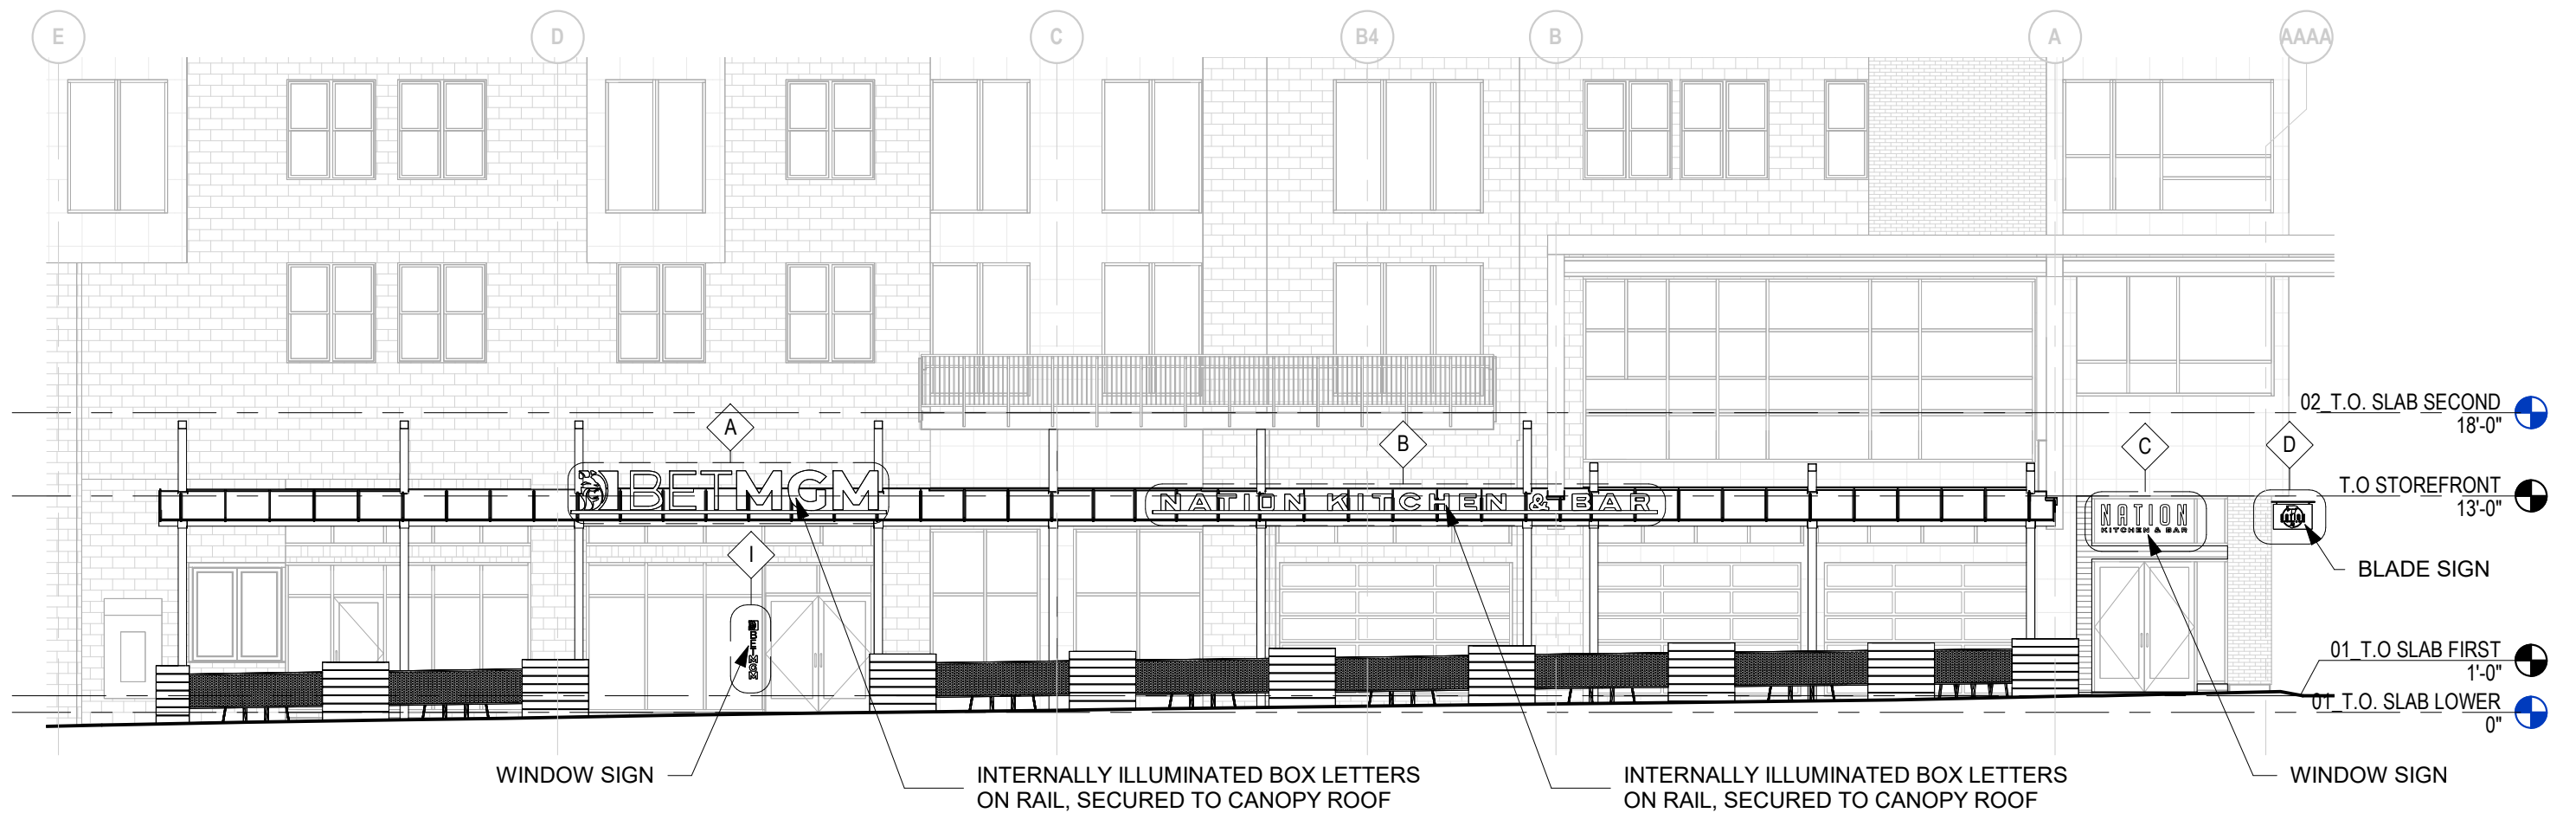 E
D
C
B4
B
A
AAAA
02_T.O. SLAB SECOND
18'-0"
A
B
C
D
BETMGM
T.O STOREFRONT
13'-0"
NATION KITCHEN & BAR
NATION
KITCHEN & BAR
I
BLADE SIGN
BETMGM
01_T.O SLAB FIRST
1'-0"
01_T.O. SLAB LOWER
0"
WINDOW SIGN
INTERNALLY ILLUMINATED BOX LETTERS
ON RAIL, SECURED TO CANOPY ROOF
INTERNALLY ILLUMINATED BOX LETTERS
ON RAIL, SECURED TO CANOPY ROOF
WINDOW SIGN